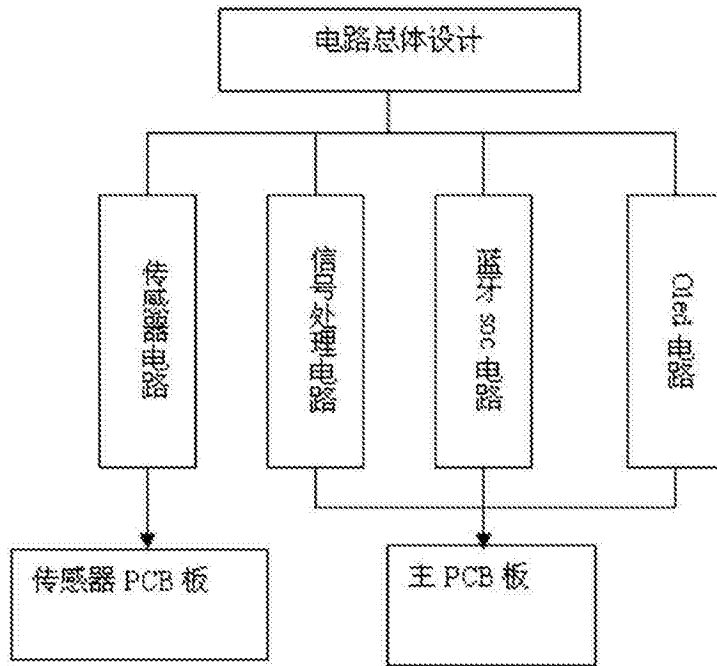 电路总体设计
传感器电路
信号处理电路
蓝牙 soc 电路
Oled 电路
传感器 PCB 板
主 PCB 板